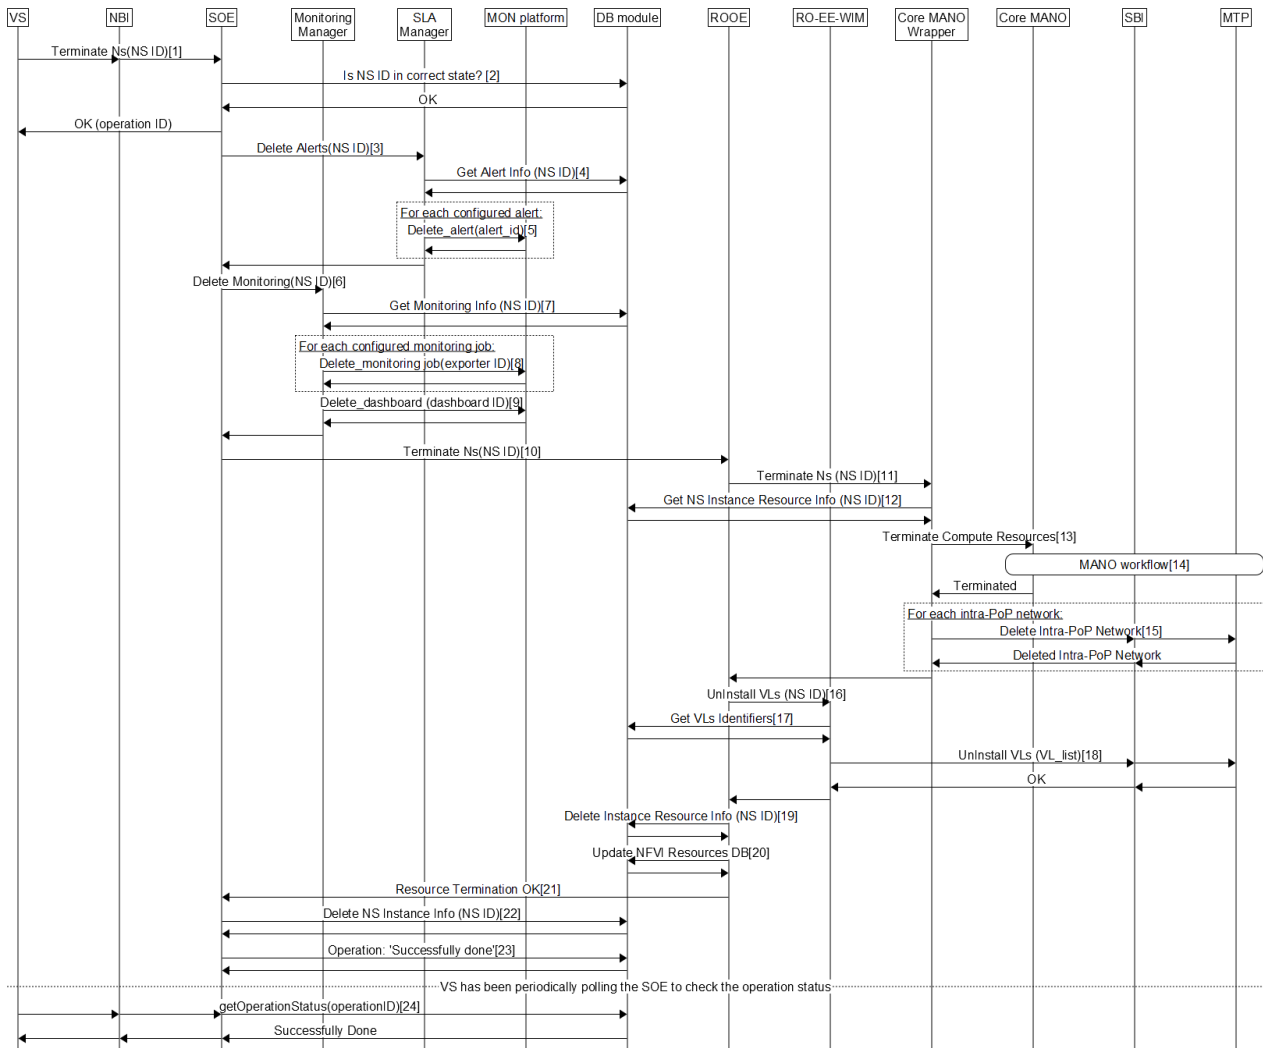 VS
NBI
SOE
Monitoring
Manager
SLA
Manager
MON platform
DB module
ROOE
RO-EE-WIM
Core MANO
Wrapper
Core MANO
SBI
MTP
Terminate Ns(NS ID)[1]
Is NS ID in correct state? [2]
OK
OK (operation ID)
Delete Alerts(NS ID)[3]
Get Alert Info (NS ID)[4]
For each configured alert:
Delete_alert(alert_id)[5]
Delete Monitoring(NS ID)[6]
Get Monitoring Info (NS ID)[7]
For each configured monitoring job:
Delete_monitoring job(exporter ID)[8]
Delete_dashboard (dashboard ID)[9]
Terminate Ns(NS ID)[10]
Terminate Ns (NS ID)[11]
Get NS Instance Resource Info (NS ID)[12]
Terminate Compute Resources[13]
MANO workflow[14]
Terminated
For each intra-PoP network:
Delete Intra-PoP Network[15]
Deleted Intra-PoP Network
UnInstall VLs (NS ID)[16]
Get VLs Identifiers[17]
UnInstall VLs (VL_list)[18]
OK
Delete Instance Resource Info (NS ID)[19]
Update NFVI Resources DB[20]
Resource Termination OK[21]
Delete NS Instance Info (NS ID)[22]
Operation: 'Successfully done'[23]
VS has been periodically polling the SOE to check the operation status
getOperationStatus(operationID)[24]
Successfully Done